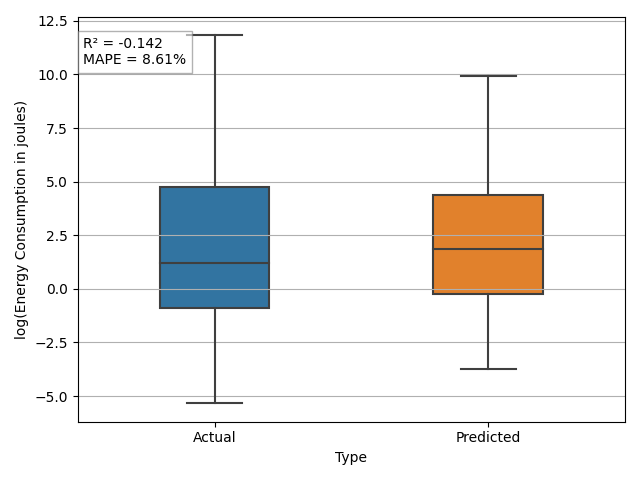 R² = -0.142
MAPE = 8.61%
12.5
10.0
7.5
5.0
2.5
0.0
−2.5
−5.0
log(Energy Consumption in joules)
Actual
Predicted
Type